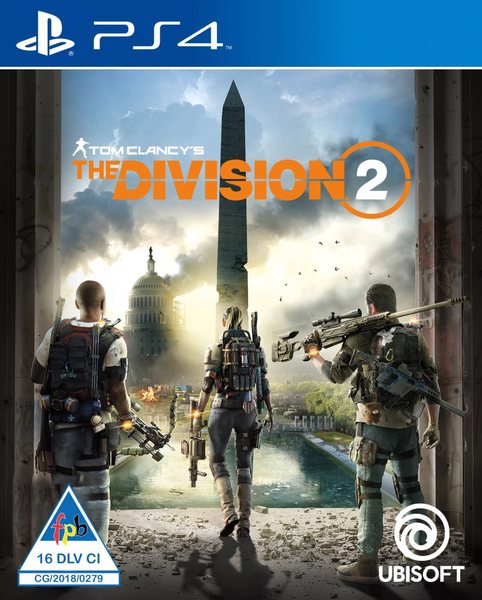 PS4
TOM CLANCY'S
THE DIVISION 2
fpb
16 DLV CI
CG/2018/0279
UBISOFT